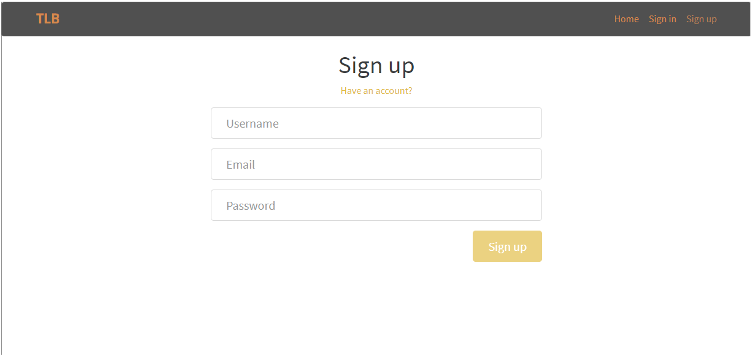 TLB Home Sign in Sign up
Sign up
Have an account?
Username
Email
Password
Sign up